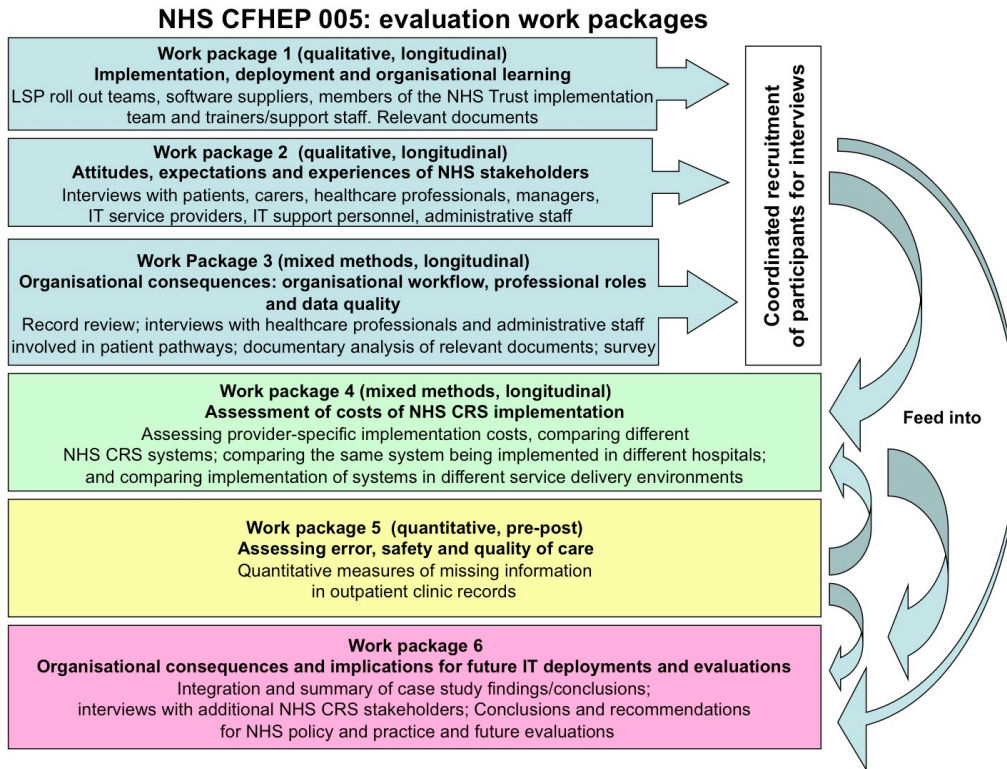 NHS CFHEP 005: evaluation work packages
Work package 1 (qualitative, longitudinal)
Implementation, deployment and organisational learning
LSP roll out teams, software suppliers, members of the NHS Trust implementation
team and trainers/support staff. Relevant documents
Work package 2  (qualitative, longitudinal)
Attitudes, expectations and experiences of NHS stakeholders
Interviews with patients, carers, healthcare professionals, managers,
IT service providers, IT support personnel, administrative staff
Work Package 3 (mixed methods, longitudinal)
Organisational consequences: organisational workflow, professional roles
and data quality
Record review; interviews with healthcare professionals and administrative staff
involved in patient pathways; documentary analysis of relevant documents; survey
Coordinated recruitment
of participants for interviews
Work package 4 (mixed methods, longitudinal)
Assessment of costs of NHS CRS implementation
Assessing provider-specific implementation costs, comparing different
NHS CRS systems; comparing the same system being implemented in different hospitals;
and comparing implementation of systems in different service delivery environments
Feed into
Work package 5  (quantitative, pre-post)
Assessing error, safety and quality of care
Quantitative measures of missing information
in outpatient clinic records
Work package 6
Organisational consequences and implications for future IT deployments and evaluations
Integration and summary of case study findings/conclusions;
interviews with additional NHS CRS stakeholders; Conclusions and recommendations
for NHS policy and practice and future evaluations